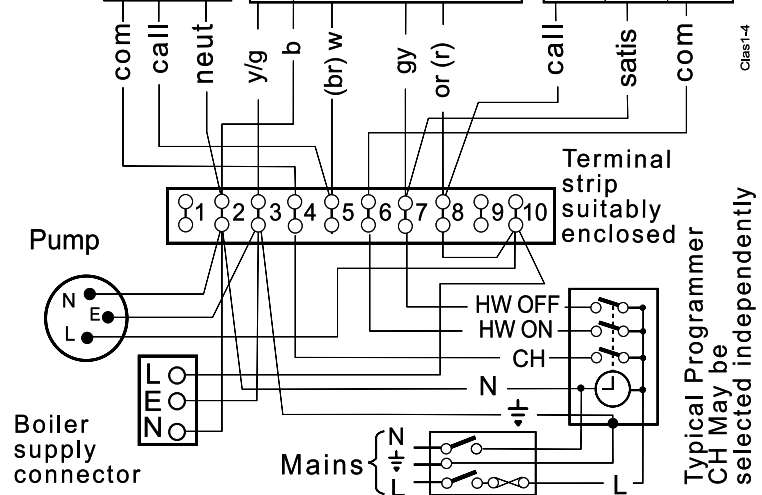 com
call
neut
y/g
b
(br) w
gy
or (r)
call
satis
com
Clas1-4
Terminal
strip
suitably
enclosed
1 2 3 4 5 6 7 8 9 10
Pump
N
E
L
HW OFF
HW ON
CH
N
L
E
N
Boiler
supply
connector
Mains
N
L
L
Typical Programmer
CH May be
selected independently